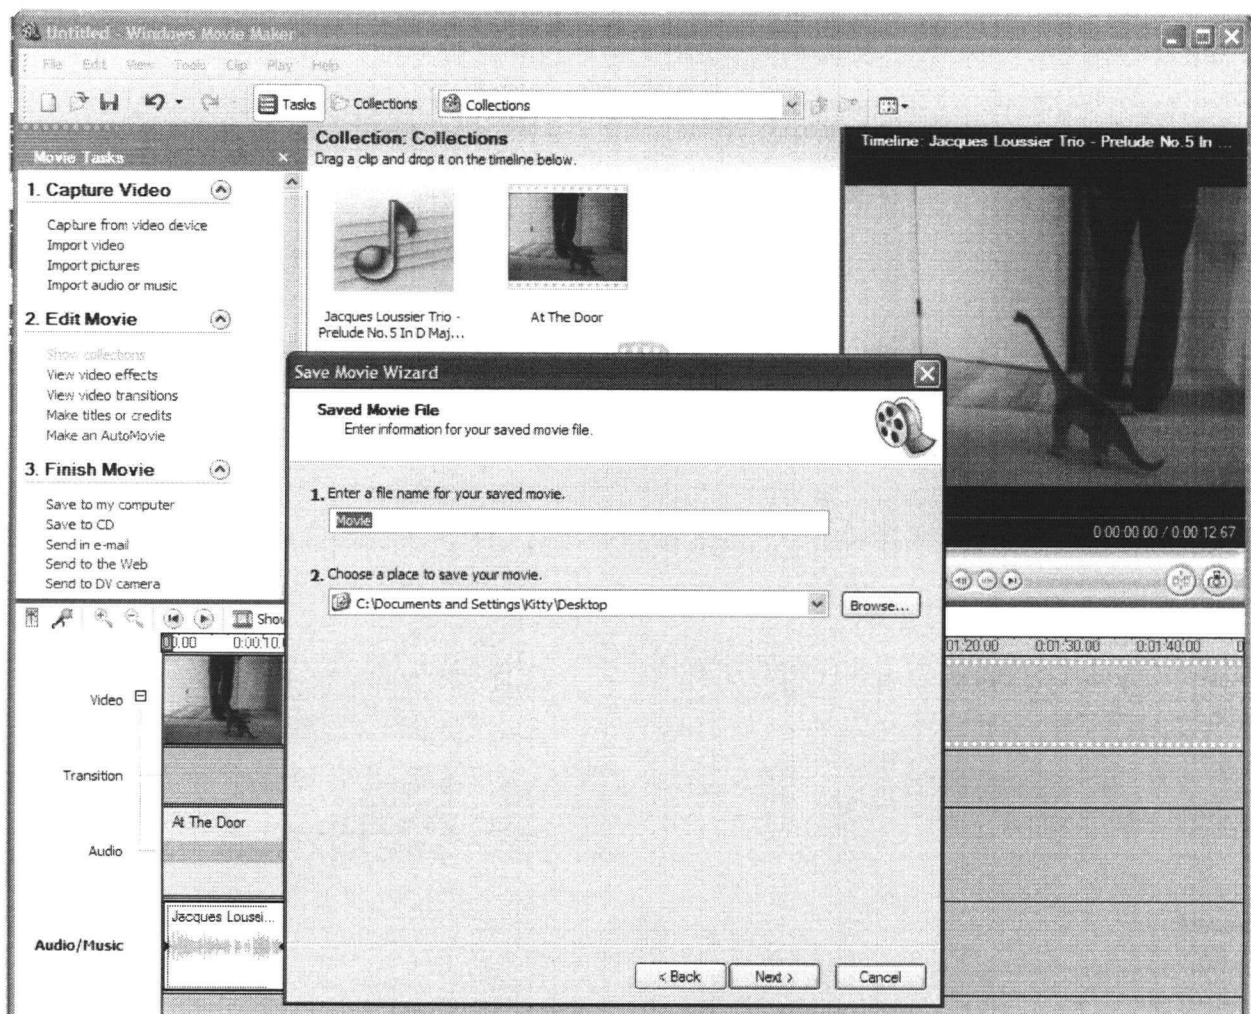 Untitled - Windows Movie Maker
File Edit View Tools Clip Play Help
Tasks Collections Collections
Movie Tasks
1. Capture Video
Capture from video device
Import video
Import pictures
Import audio or music
2. Edit Movie
Show collections
View video effects
View video transitions
Make titles or credits
Make an AutoMovie
3. Finish Movie
Save to my computer
Save to CD
Send in e-mail
Send to the Web
Send to DV camera
Collection: Collections
Drag a clip and drop it on the timeline below.
Jacques Loussier Trio -
Prelude No. 5 In D Maj...
At The Door
Timeline: Jacques Loussier Trio - Prelude No. 5 In ...
0:00:00.00 / 0:00:12.67
Save Movie Wizard
Saved Movie File
Enter information for your saved movie file.
1. Enter a file name for your saved movie.
Movie
2. Choose a place to save your movie.
C:\Documents and Settings\Kitty\Desktop
Browse...
< Back Next > Cancel
Show
0:00:10.
01:20.00 0:01:30.00 0:01:40.00 0
Video
Transition
At The Door
Audio
Jacques Loussi...
Audio/Music